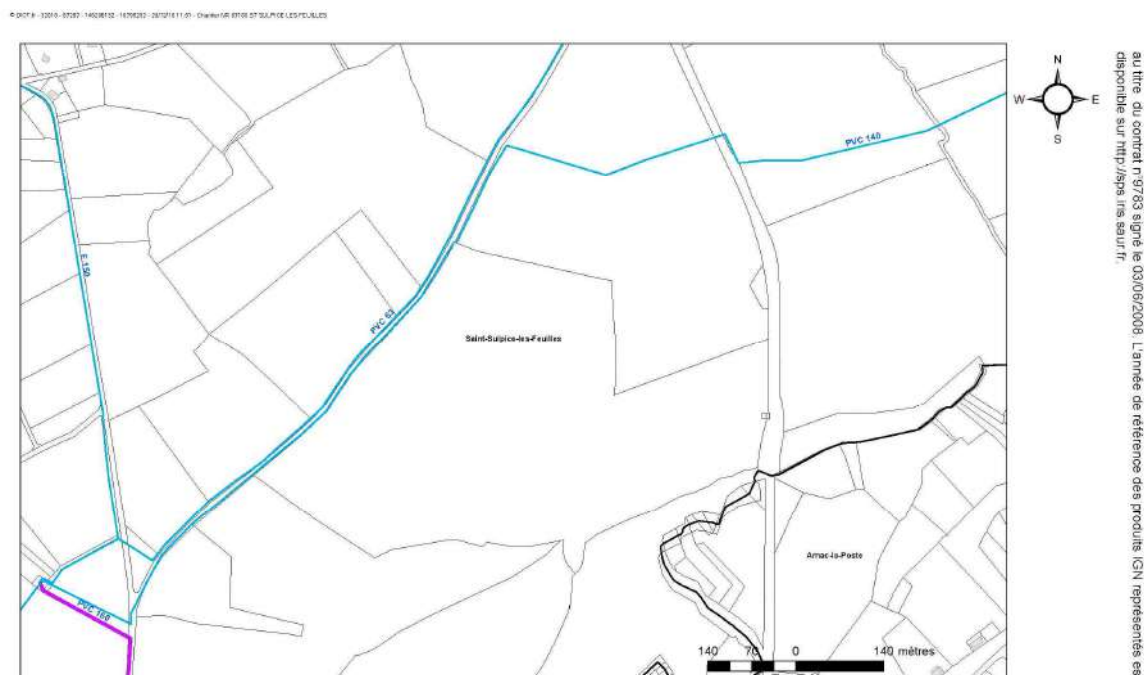 N
W E
S
PVC 140
E 150
PVC 63
Saint-Sulpice-les-Feuilles
Arnac-la-Poste
PVC 160
140 70 0 140 mètres
au titre du contrat n°9783 signé le 03/06/2008. L'année de référence des produits IGN représentés es
disponible sur http://sps.iris.saur.fr.